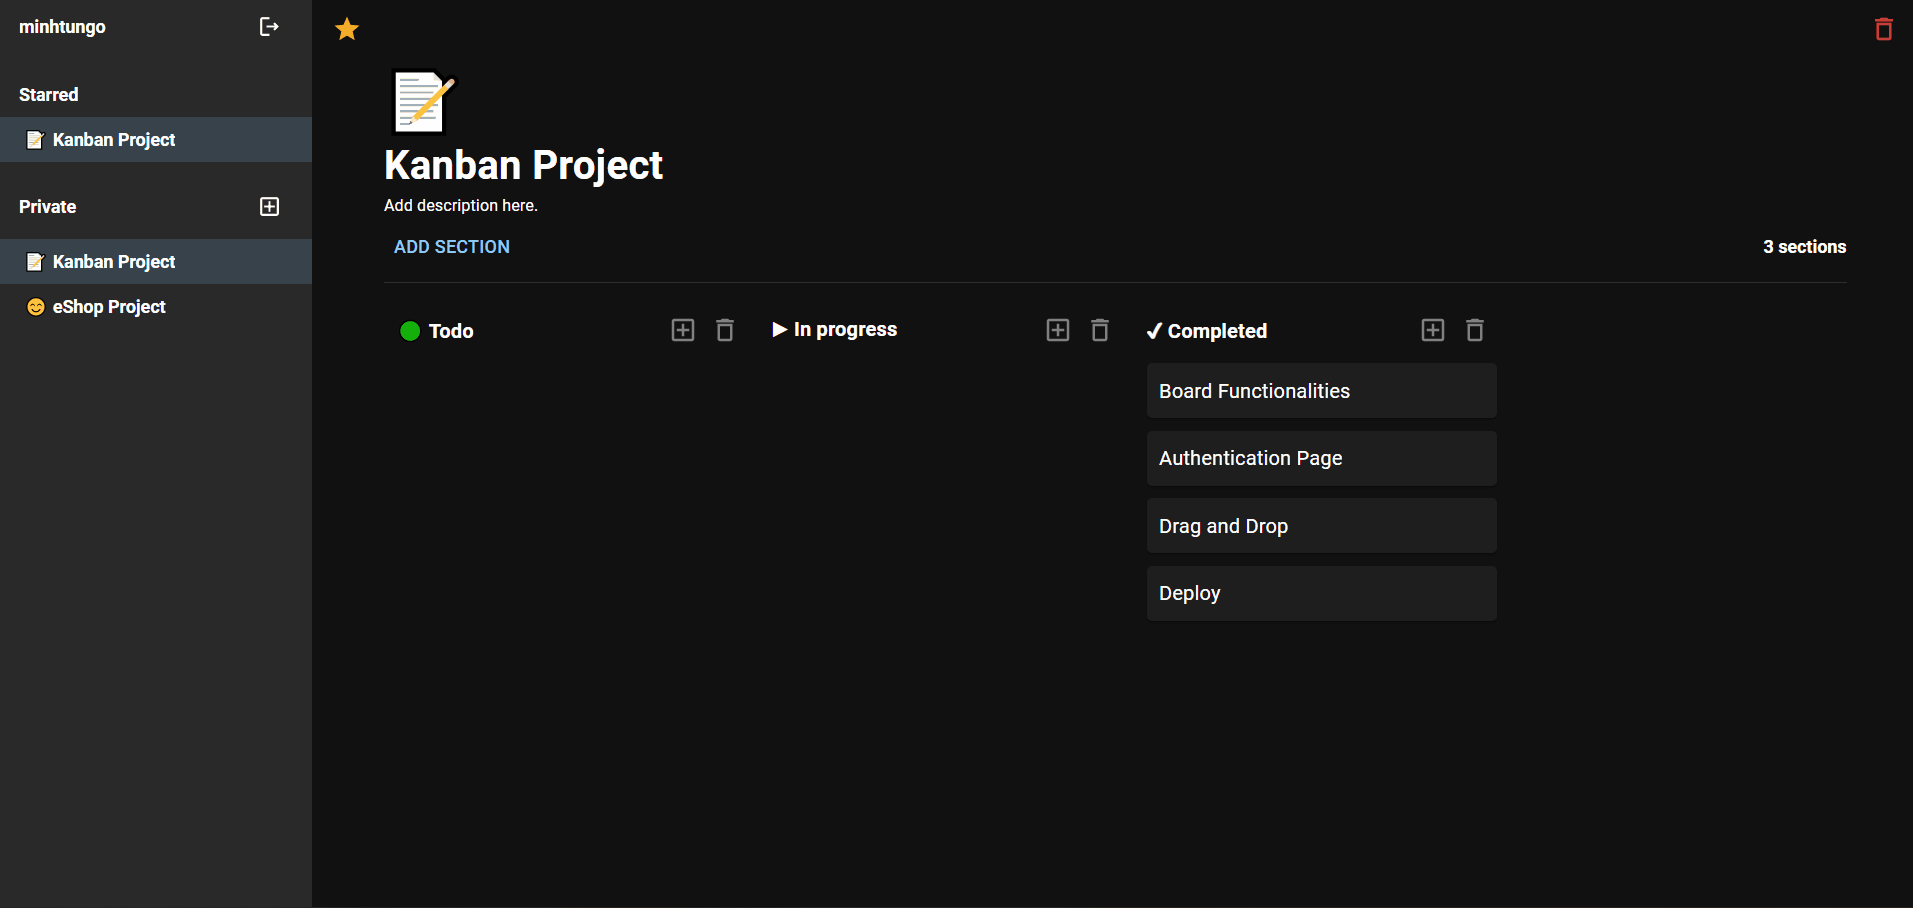 minhtungo
Starred
Kanban Project
Private
Kanban Project
eShop Project
Kanban Project
Add description here.
ADD SECTION
3 sections
Todo
In progress
Completed
Board Functionalities
Authentication Page
Drag and Drop
Deploy